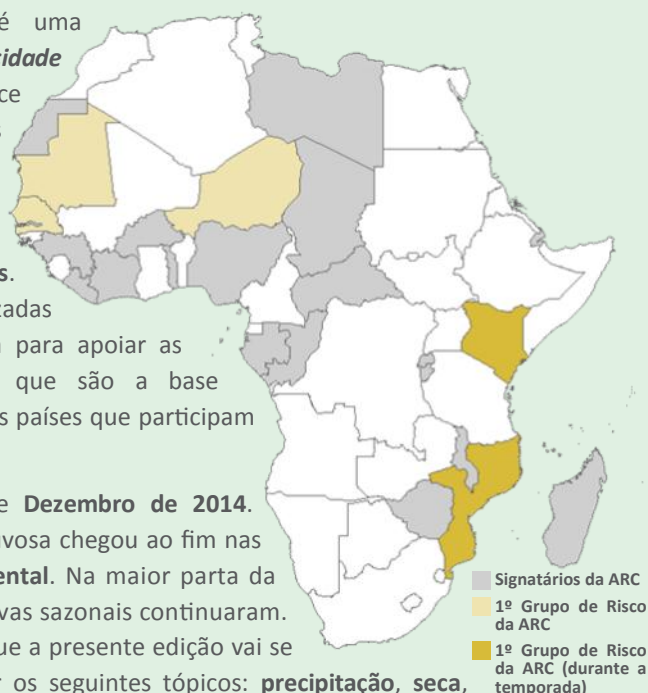 é uma
cidade
ce
s.
adas
para apoiar as
que são a base
s países que participam
e Dezembro de 2014.
vosa chegou ao fim nas
ental. Na maior parta da
vas sazonais continuaram.
ue a presente edição vai se
r os seguintes tópicos: precipitação, seca,
Signatários da ARC
1º Grupo de Risco
da ARC
1º Grupo de Risco
da ARC (durante a
temporada)